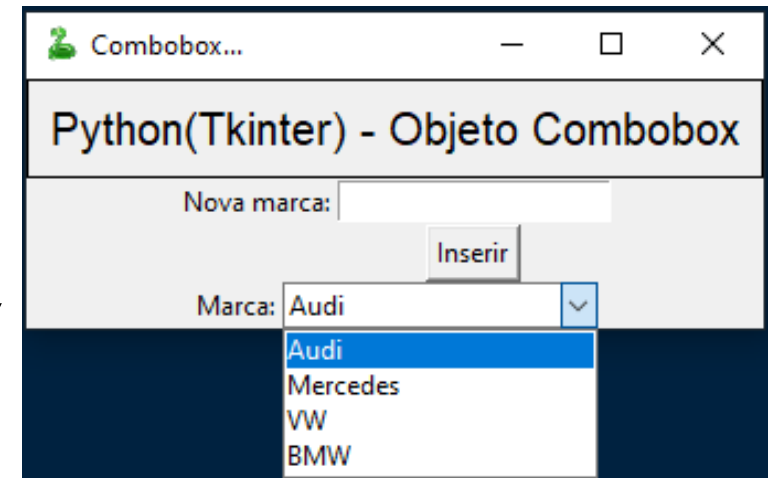 Combobox...
Python(Tkinter) - Objeto Combobox
Nova marca:
Inserir
Marca: Audi
Audi
Mercedes
VW
BMW